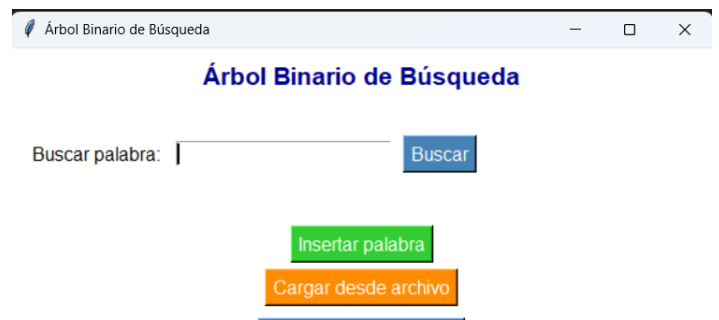 Árbol Binario de Búsqueda
Árbol Binario de Búsqueda
Buscar palabra: Buscar
Insertar palabra
Cargar desde archivo